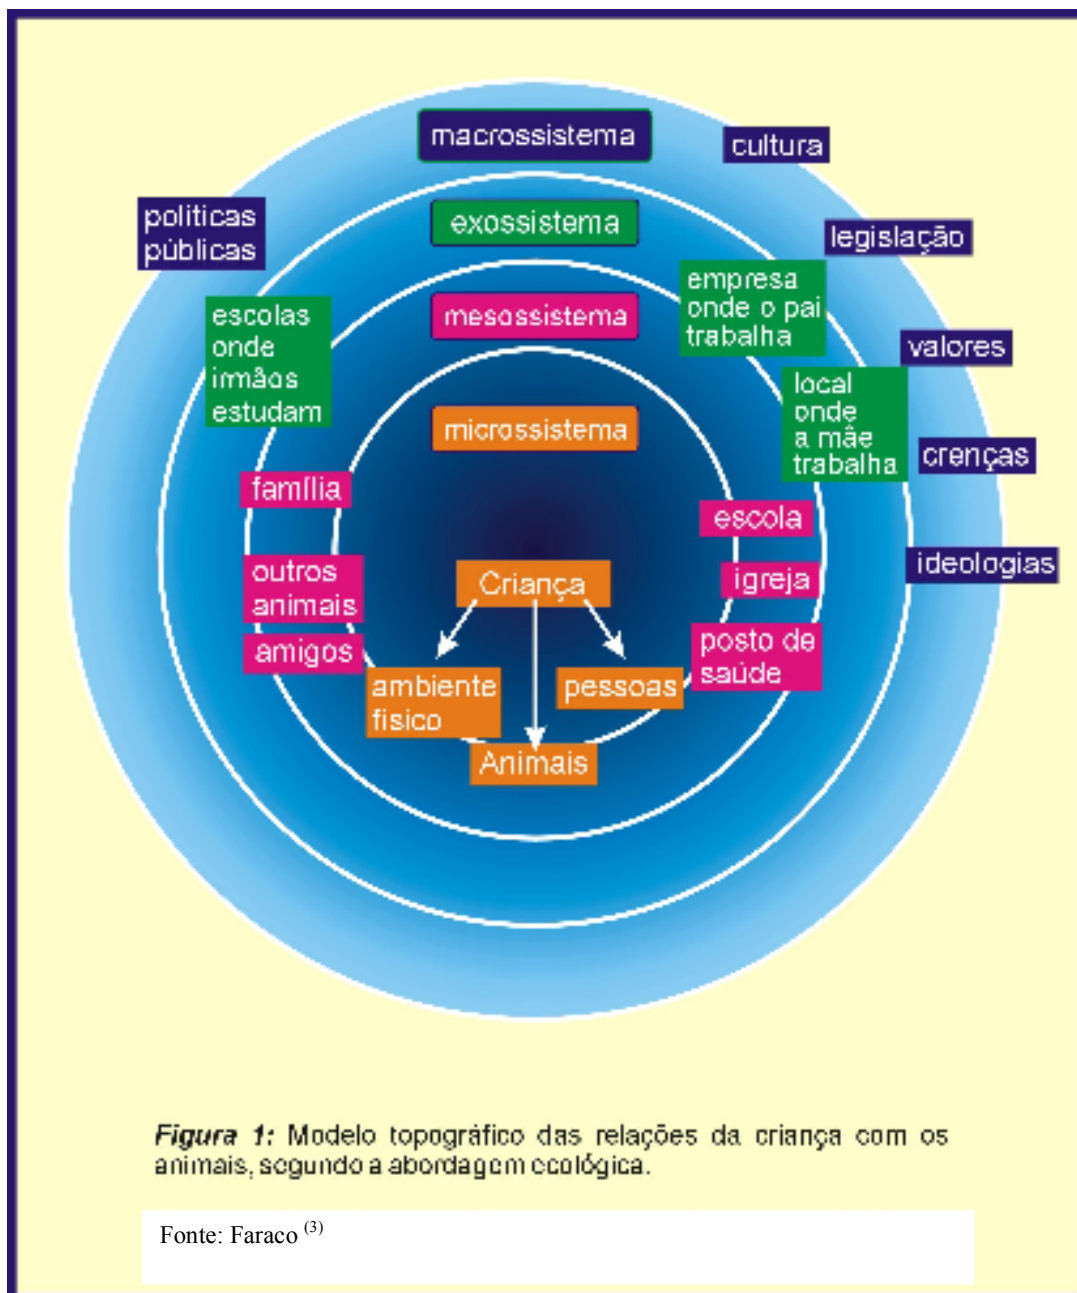 macrossistema
cultura
políticas
públicas
exossistema
legislação
escolas
onde
irmãos
estudam
empresa
onde o pai
trabalha
mesossistema
valores
local
onde
a mãe
trabalha
microssistema
crenças
família
escola
outros
animais
igreja
ideologias
Criança
amigos
posto de
saúde
ambiente
físico
pessoas
Animais
Figura 1: Modelo topográfico das relações da criança com os
animais, segundo a abordagem ecológica.
Fonte: Faraco (3)